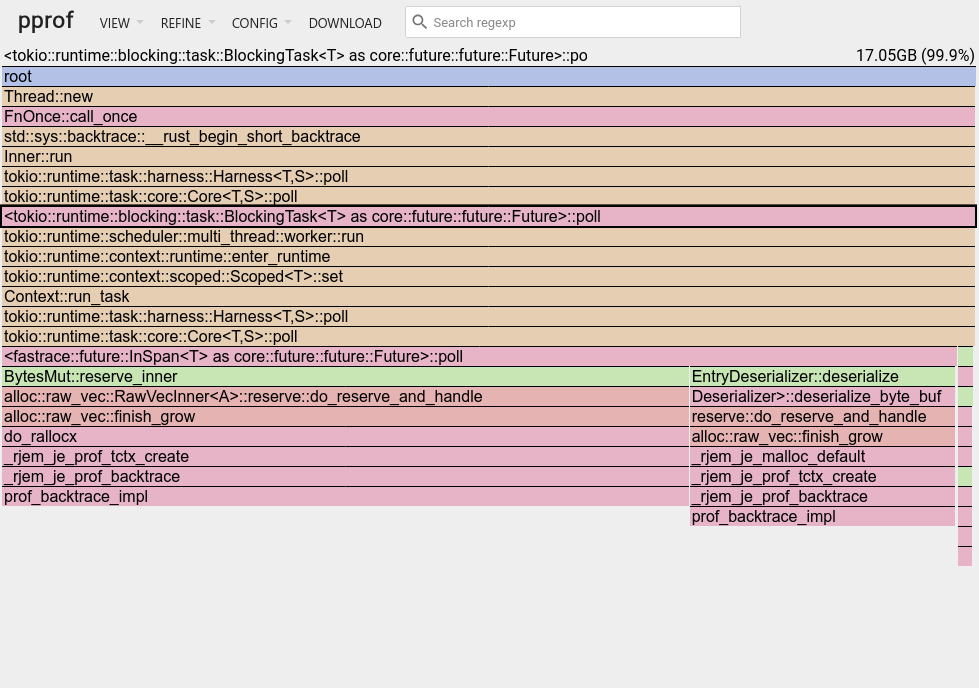 pprof VIEW REFINE CONFIG DOWNLOAD Search regexp
<tokio::runtime::blocking::task::BlockingTask<T> as core::future::future::Future>::po 17.05GB (99.9%)
root
Thread::new
FnOnce::call_once
std::sys::backtrace::__rust_begin_short_backtrace
Inner::run
tokio::runtime::task::harness::Harness<T,S>::poll
tokio::runtime::task::core::Core<T,S>::poll
<tokio::runtime::blocking::task::BlockingTask<T> as core::future::future::Future>::poll
tokio::runtime::scheduler::multi_thread::worker::run
tokio::runtime::context::runtime::enter_runtime
tokio::runtime::context::scoped::Scoped<T>::set
Context::run_task
tokio::runtime::task::harness::Harness<T,S>::poll
tokio::runtime::task::core::Core<T,S>::poll
<fastrace::future::InSpan<T> as core::future::future::Future>::poll
BytesMut::reserve_inner EntryDeserializer::deserialize
alloc::raw_vec::RawVecInner<A>::reserve::do_reserve_and_handle Deserializer>::deserialize_byte_buf
alloc::raw_vec::finish_grow reserve::do_reserve_and_handle
do_rallocx alloc::raw_vec::finish_grow
_rjem_je_prof_tctx_create _rjem_je_malloc_default
_rjem_je_prof_backtrace _rjem_je_prof_tctx_create
prof_backtrace_impl _rjem_je_prof_backtrace
prof_backtrace_impl